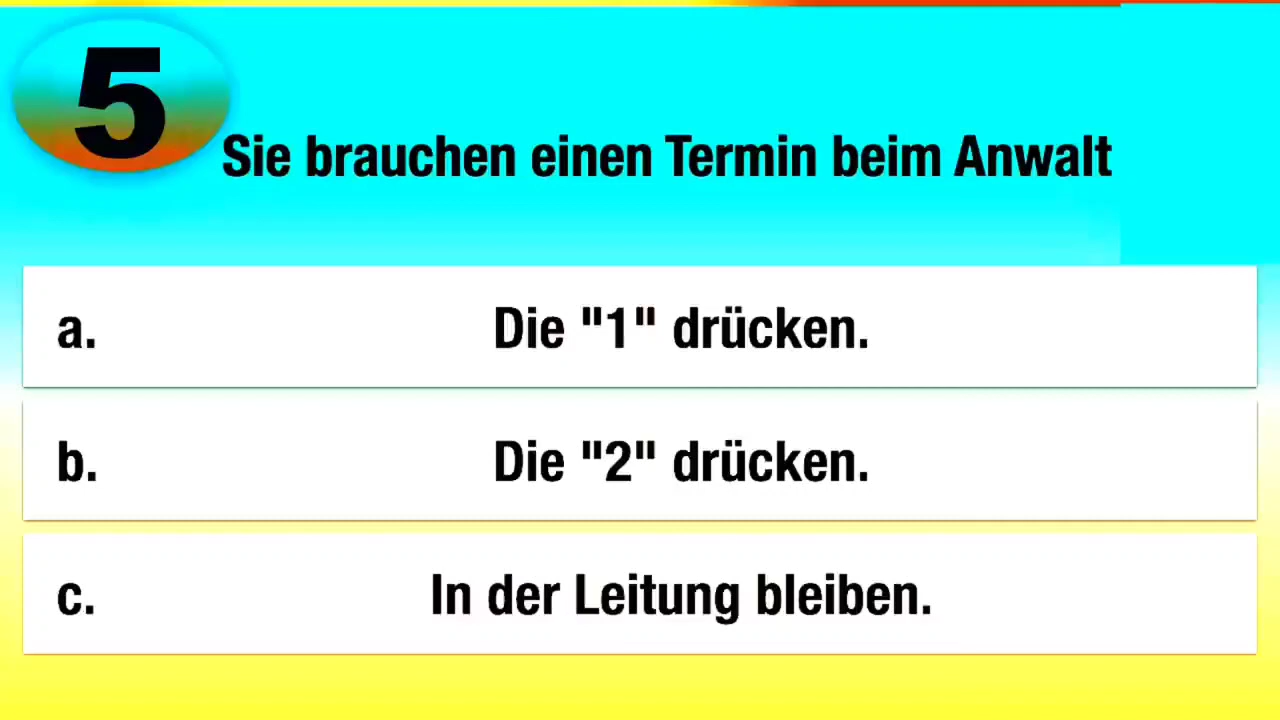 5
Sie brauchen einen Termin beim Anwalt
a. Die "1" drücken.
b. Die "2" drücken.
c. In der Leitung bleiben.